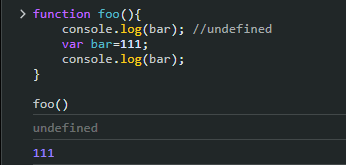 function foo(){
    console.log(bar); //undefined
    var bar=111;
    console.log(bar);
}
foo()
undefined
111